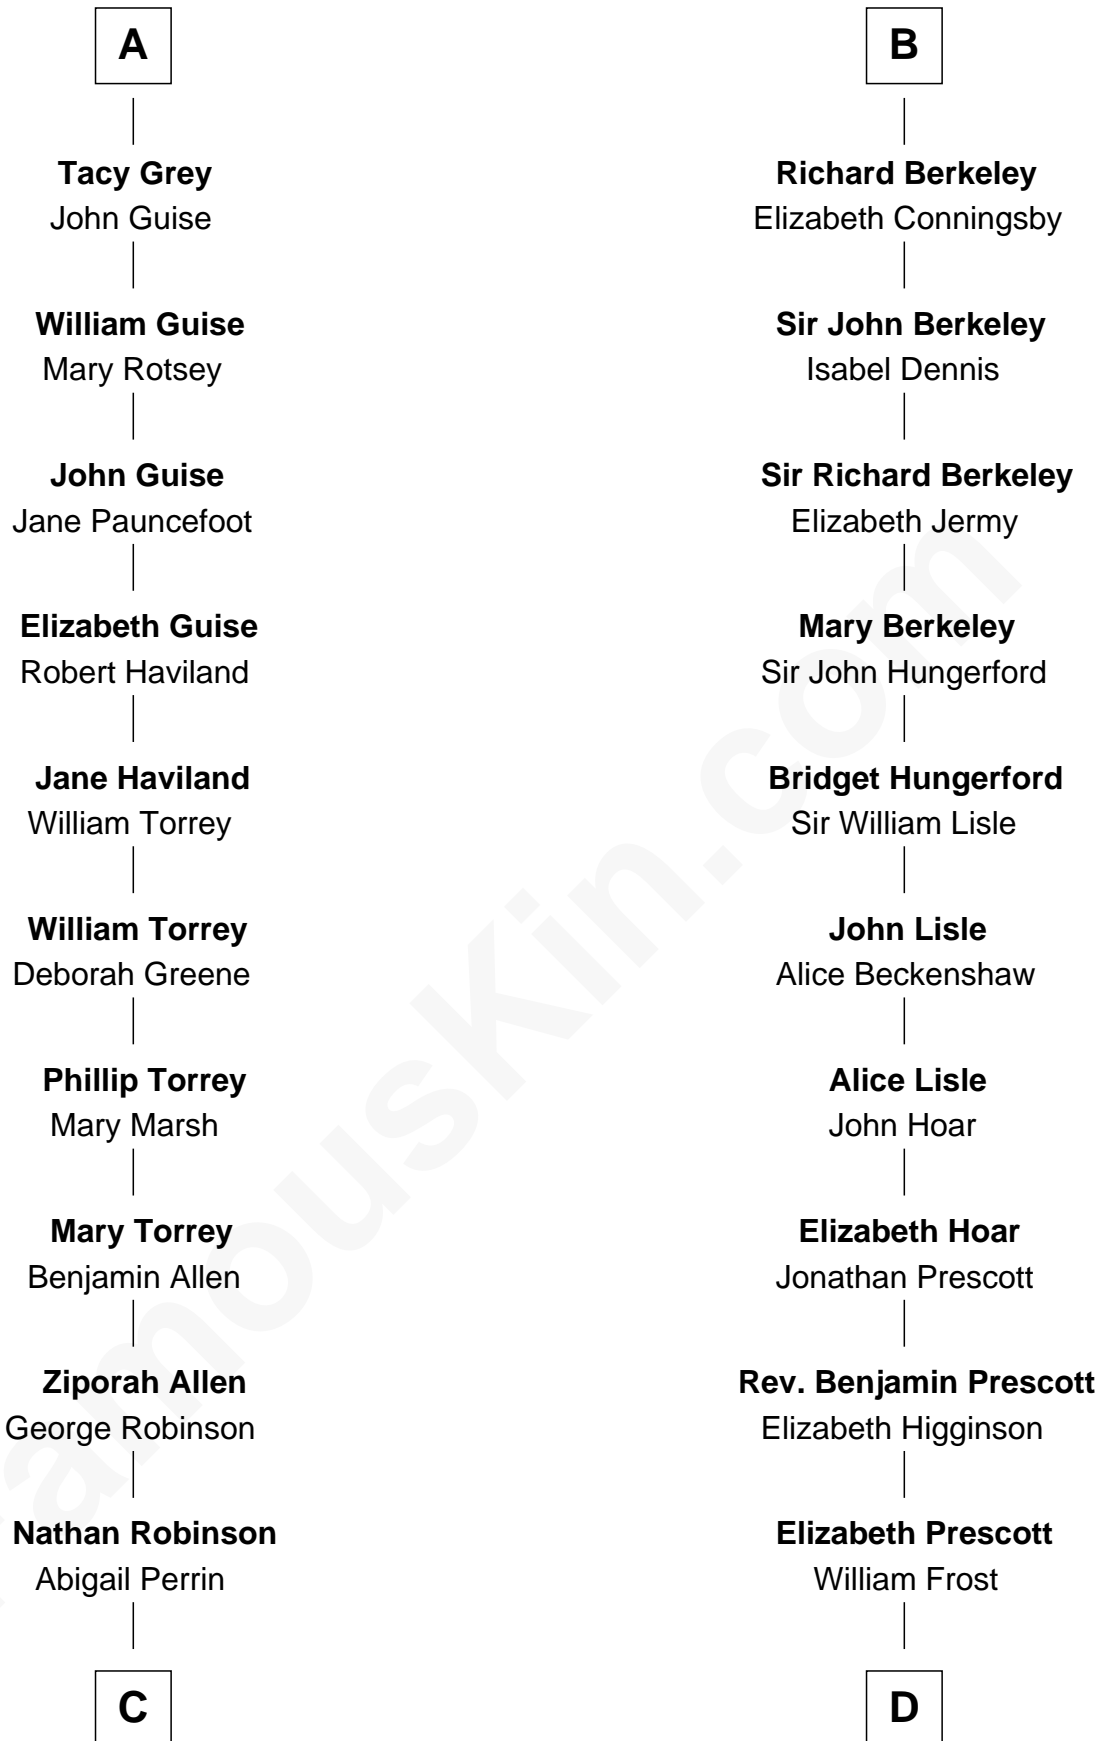 A
Tacy Grey
John Guise
William Guise
Mary Rotsey
John Guise
Jane Pauncefoot
Elizabeth Guise
Robert Haviland
Jane Haviland
William Torrey
William Torrey
Deborah Greene
Phillip Torrey
Mary Marsh
Mary Torrey
Benjamin Allen
Ziporah Allen
George Robinson
Nathan Robinson
Abigail Perrin
C
B
Richard Berkeley
Elizabeth Conningsby
Sir John Berkeley
Isabel Dennis
Sir Richard Berkeley
Elizabeth Jermy
Mary Berkeley
Sir John Hungerford
Bridget Hungerford
Sir William Lisle
John Lisle
Alice Beckenshaw
Alice Lisle
John Hoar
Elizabeth Hoar
Jonathan Prescott
Rev. Benjamin Prescott
Elizabeth Higginson
Elizabeth Prescott
William Frost
D
FamousKin.com